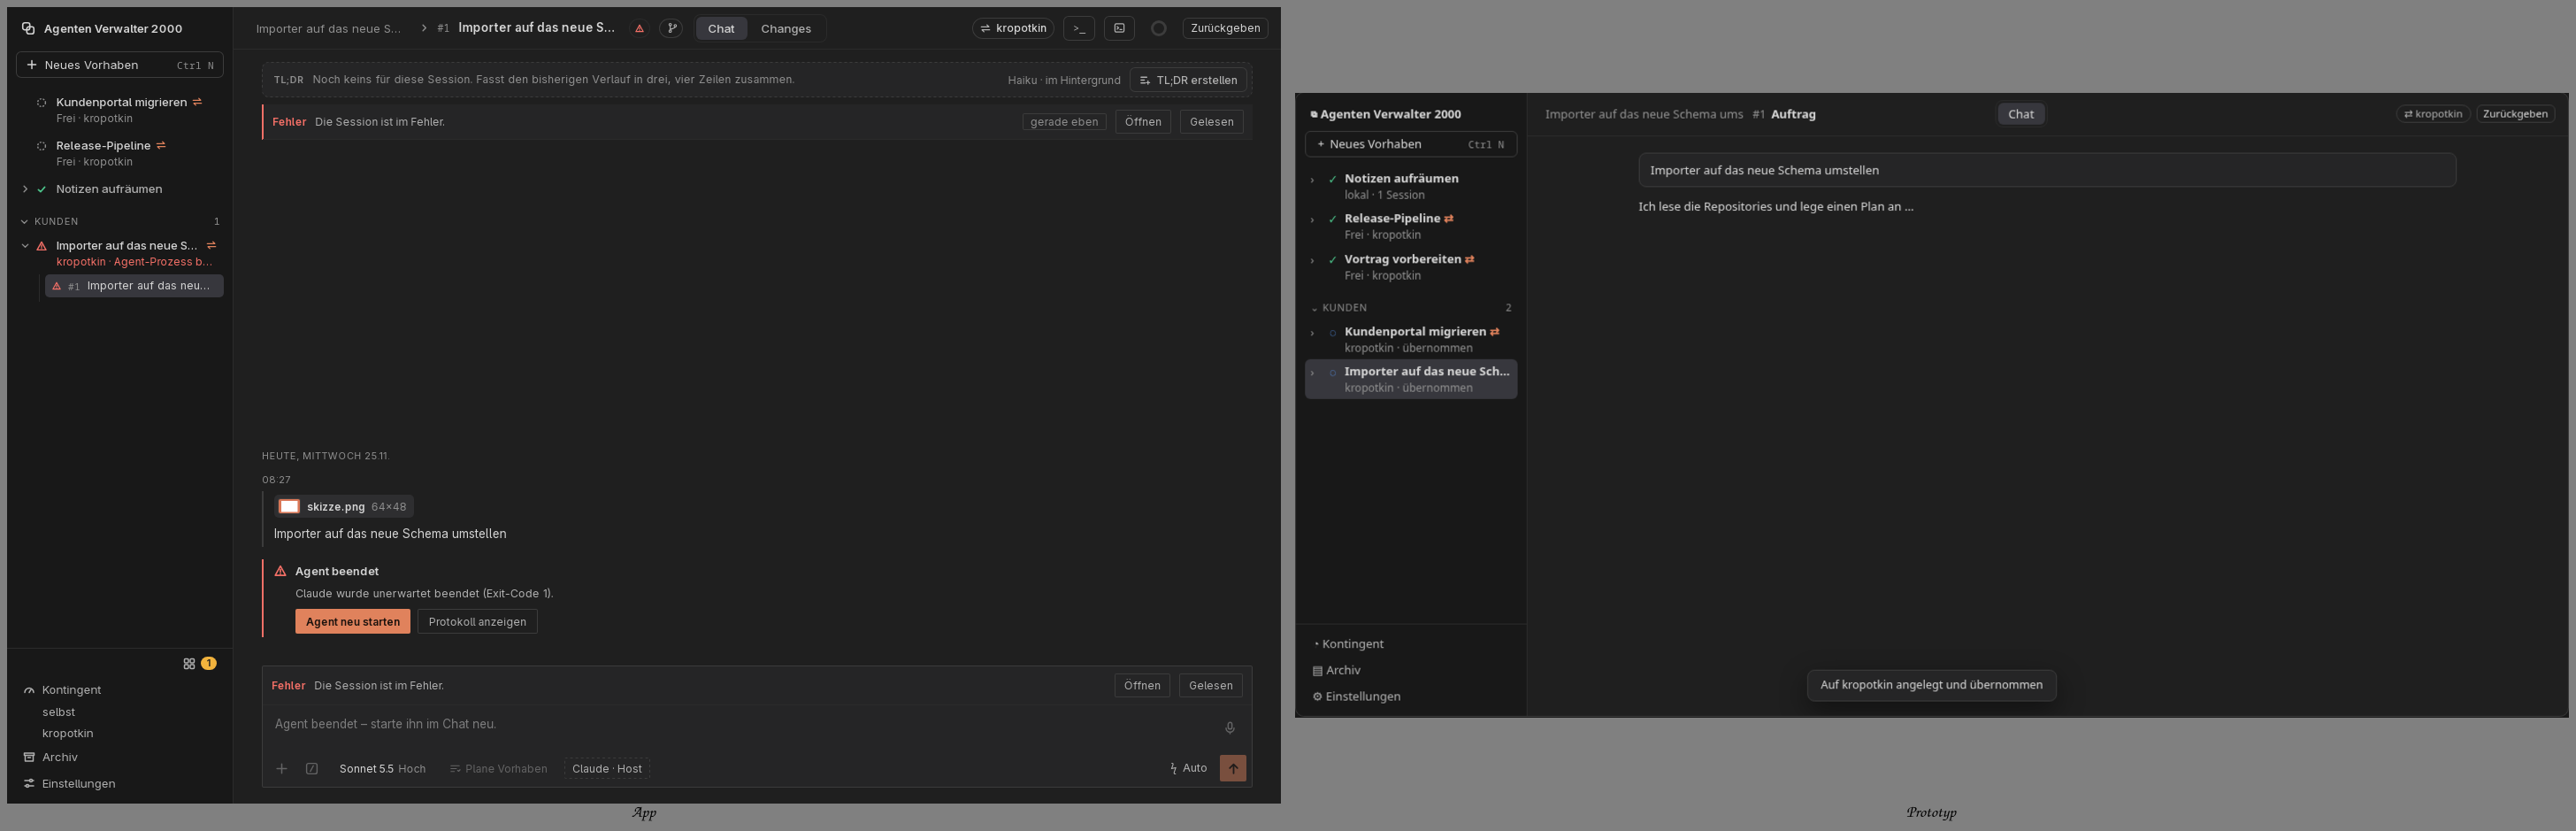 Agenten Verwalter 2000
Neues Vorhaben Ctrl N
Kundenportal migrieren
Frei · kropotkin
Release-Pipeline
Frei · kropotkin
Notizen aufräumen
KUNDEN 1
Importer auf das neue S...
kropotkin · Agent-Prozess b...
#1 Importer auf das neu...
1
Kontingent
selbst
kropotkin
Archiv
Einstellungen
Importer auf das neue S... #1 Importer auf das neue S... Chat Changes kropotkin >_ Zurückgeben
TL;DR Noch keins für diese Session. Fasst den bisherigen Verlauf in drei, vier Zeilen zusammen. Haiku · im Hintergrund TL;DR erstellen
Fehler Die Session ist im Fehler. gerade eben Öffnen Gelesen
HEUTE, MITTWOCH 25.11.
08:27
skizze.png 64×48
Importer auf das neue Schema umstellen
Agent beendet
Claude wurde unerwartet beendet (Exit-Code 1).
Agent neu starten Protokoll anzeigen
Fehler Die Session ist im Fehler. Öffnen Gelesen
Agent beendet – starte ihn im Chat neu.
Sonnet 5.5 Hoch Plane Vorhaben Claude · Host Auto
App
Agenten Verwalter 2000
+ Neues Vorhaben Ctrl N
Notizen aufräumen
lokal · 1 Session
Release-Pipeline
Frei · kropotkin
Vortrag vorbereiten
Frei · kropotkin
KUNDEN 2
Kundenportal migrieren
kropotkin · übernommen
Importer auf das neue Sch...
kropotkin · übernommen
Kontingent
Archiv
Einstellungen
Importer auf das neue Schema ums #1 Auftrag Chat kropotkin Zurückgeben
Importer auf das neue Schema umstellen
Ich lese die Repositories und lege einen Plan an ...
Auf kropotkin angelegt und übernommen
Prototyp